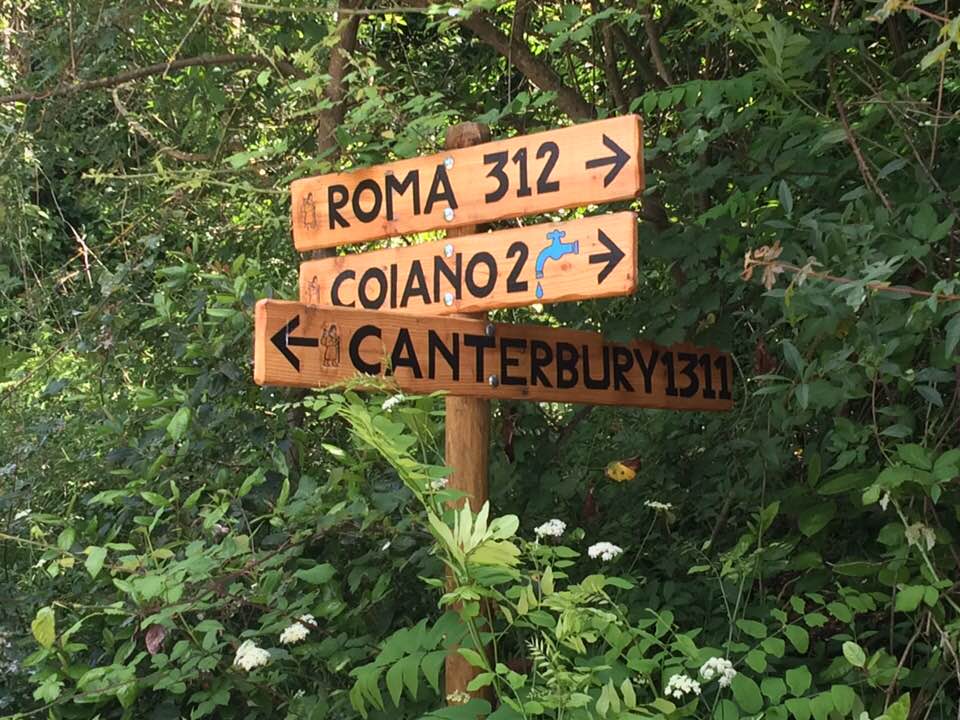 ROMA 312 →
COIANO 2 →
← CANTERBURY 1311